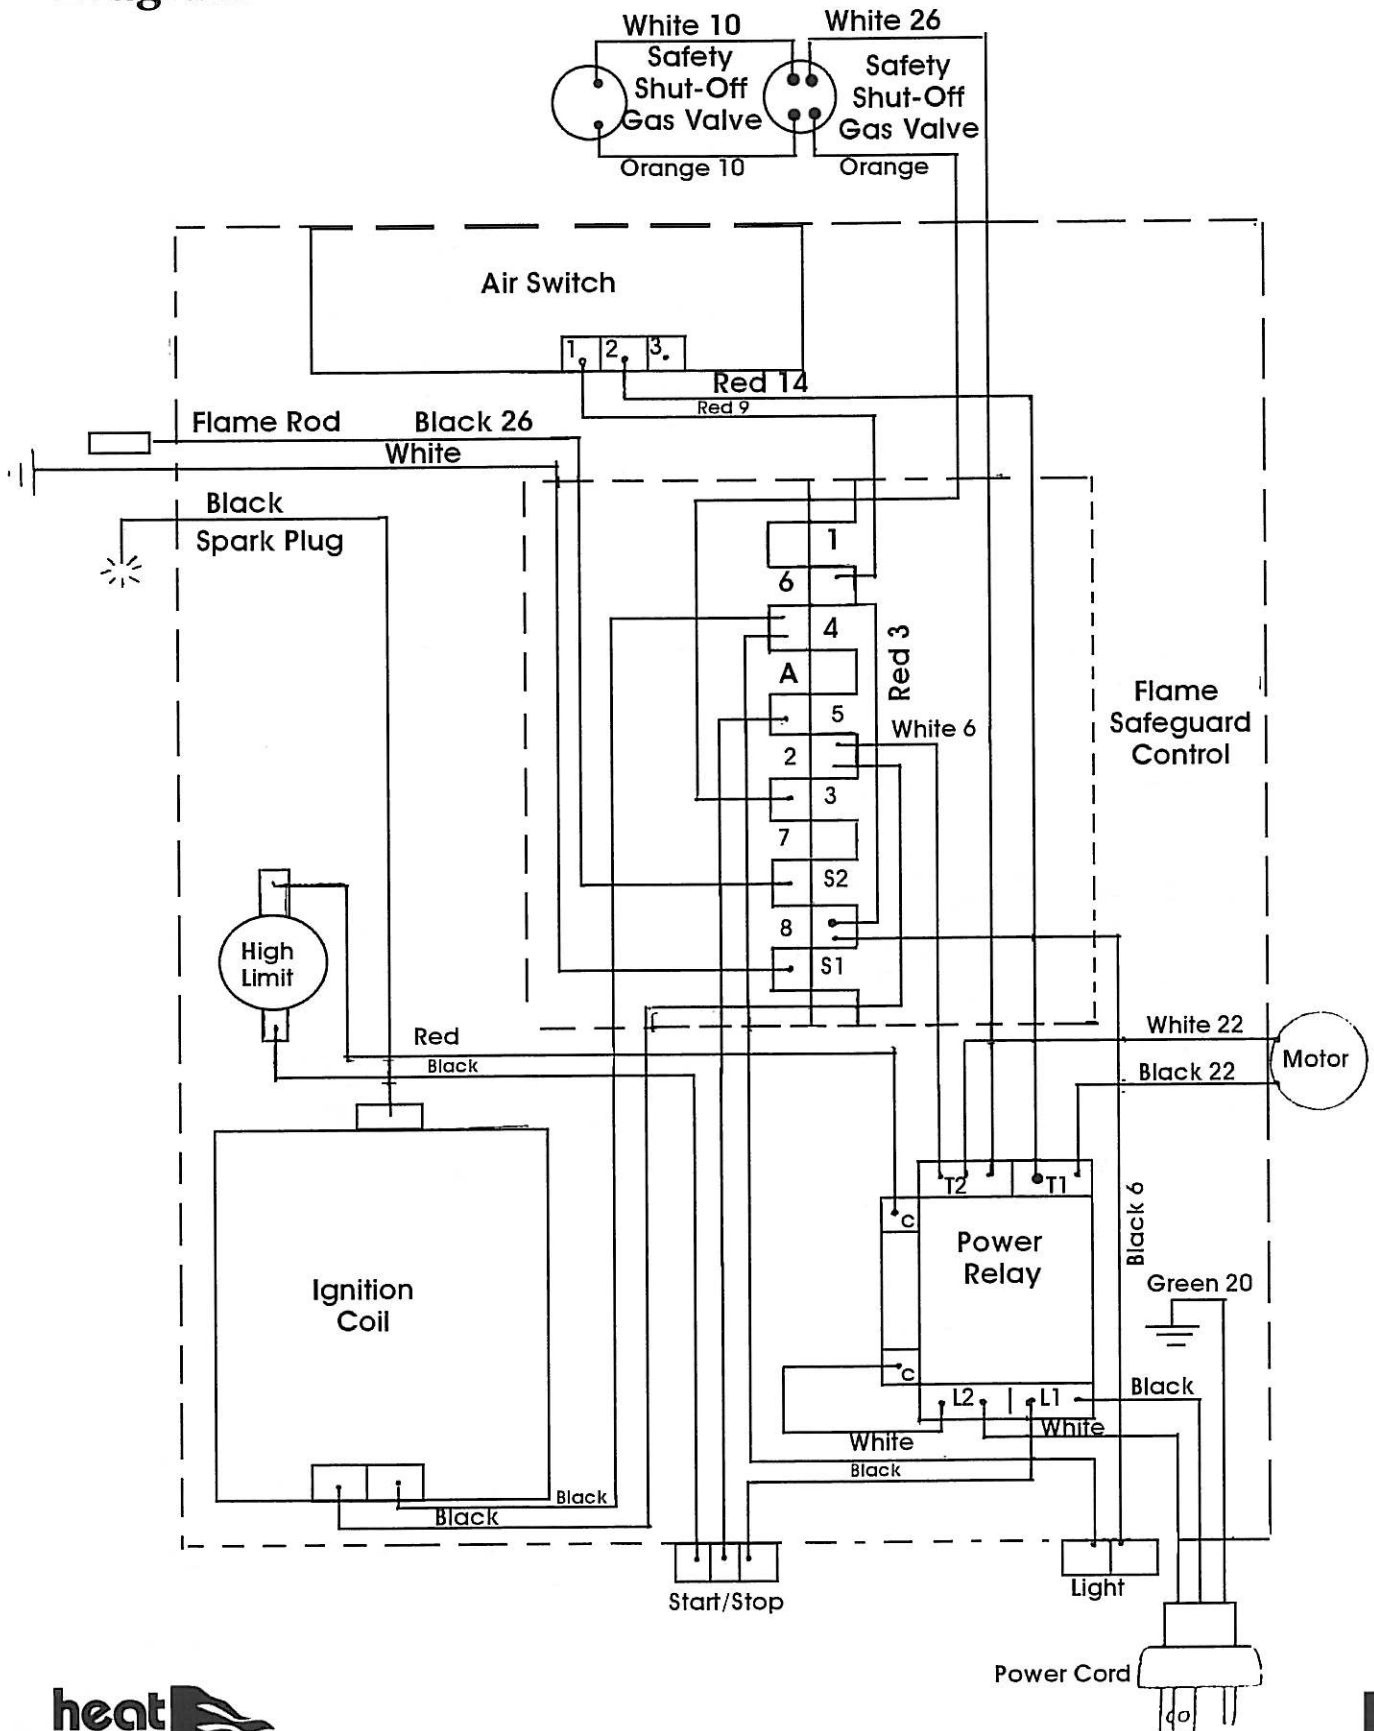 White 10
White 26
Safety
Shut-Off
Gas Valve
Safety
Shut-Off
Gas Valve
Orange 10
Orange
Air Switch
1
2
3
Red 14
Red 9
Flame Rod
Black 26
White
Black
Spark Plug
1
6
4
Red 3
A
5
White 6
2
3
7
S2
8
S1
Flame
Safeguard
Control
High
Limit
Red
Black
White 22
Motor
Black 22
T2
T1
C
Power
Relay
Black 6
Green 20
Ignition
Coil
C
L2
L1
Black
White
White
Black
Black
Black
Start/Stop
Light
Power Cord
heat